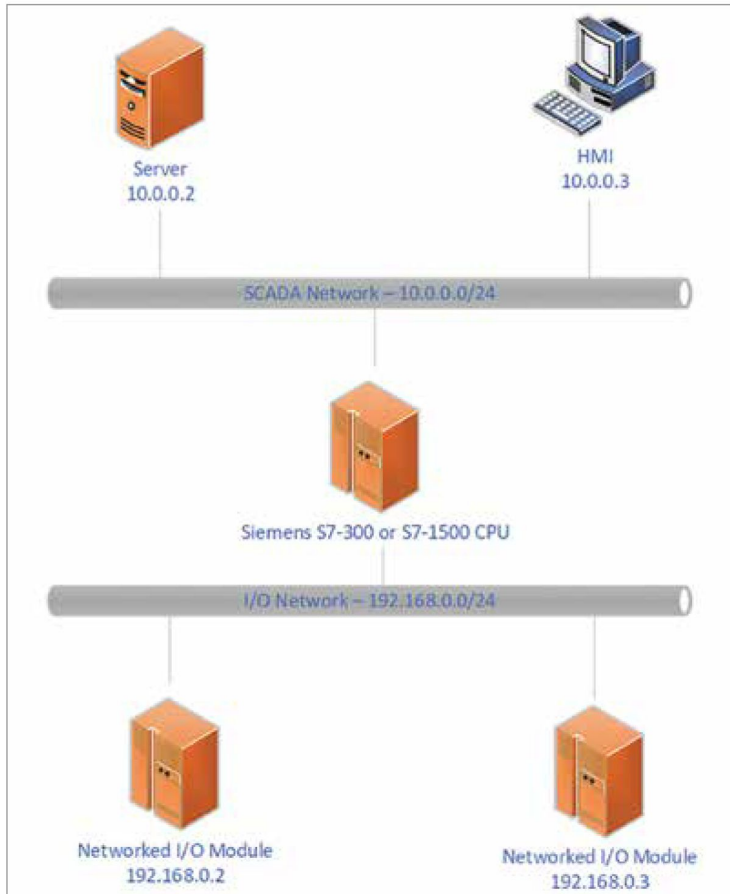 Server
10.0.0.2
HMI
10.0.0.3
SCADA Network – 10.0.0.0/24
Siemens S7-300 or S7-1500 CPU
I/O Network – 192.168.0.0/24
Networked I/O Module
192.168.0.2
Networked I/O Module
192.168.0.3